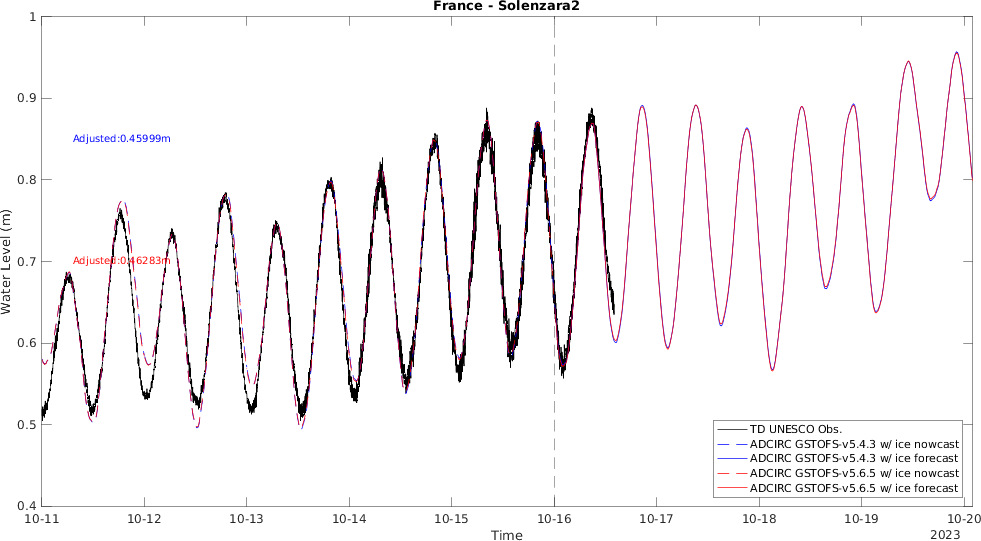 France - Solenzara2
1
0.9
0.8
0.7
0.6
0.5
0.4
Water Level (m)
Adjusted:0.45999m
Adjusted:0.46283m
TD UNESCO Obs.
ADCIRC GSTOFS-v5.4.3 w/ ice nowcast
ADCIRC GSTOFS-v5.4.3 w/ ice forecast
ADCIRC GSTOFS-v5.6.5 w/ ice nowcast
ADCIRC GSTOFS-v5.6.5 w/ ice forecast
10-11 10-12 10-13 10-14 10-15 10-16 10-17 10-18 10-19 10-20
Time
2023